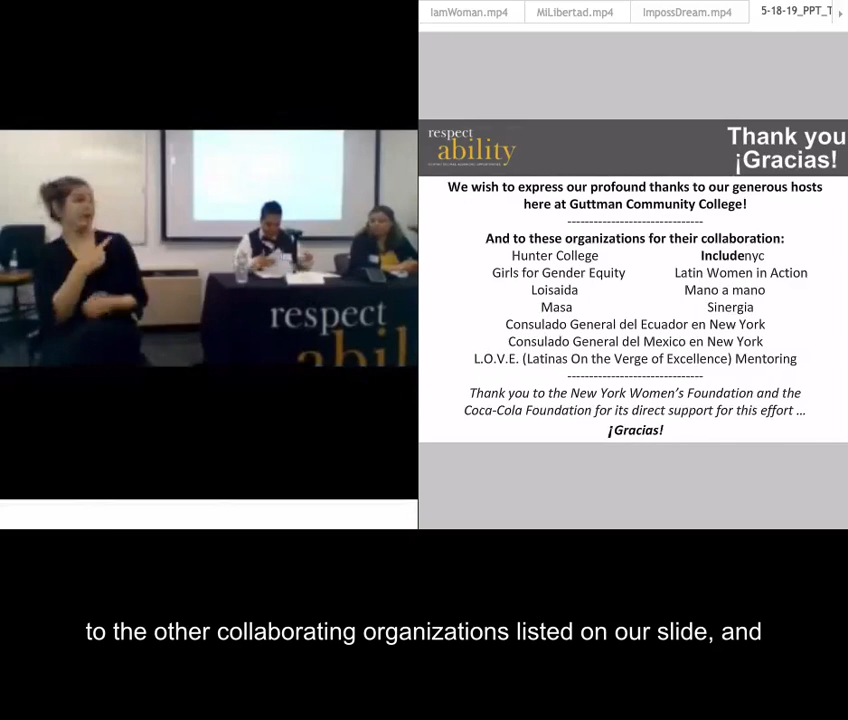 IamWoman.mp4
MiLibertad.mp4
ImpossDream.mp4
5-18-19_PPT_T
respect
ability
Thank you
¡Gracias!
We wish to express our profound thanks to our generous hosts
here at Guttman Community College!
-------------------------------
And to these organizations for their collaboration:
Hunter College
Includenyc
Girls for Gender Equity
Latin Women in Action
Loisaida
Mano a mano
Masa
Sinergia
Consulado General del Ecuador en New York
Consulado General del Mexico en New York
L.O.V.E. (Latinas On the Verge of Excellence) Mentoring
-------------------------------
Thank you to the New York Women's Foundation and the
Coca-Cola Foundation for its direct support for this effort …
¡Gracias!
respect
abil
to the other collaborating organizations listed on our slide, and